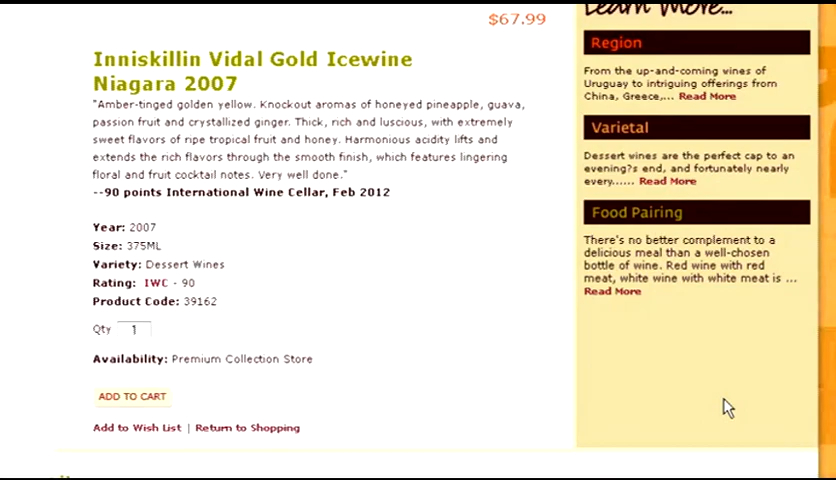 $67.99
Learn More...
Inniskillin Vidal Gold Icewine
Niagara 2007
"Amber-tinged golden yellow. Knockout aromas of honeyed pineapple, guava,
passion fruit and crystallized ginger. Thick, rich and luscious, with extremely
sweet flavors of ripe tropical fruit and honey. Harmonious acidity lifts and
extends the rich flavors through the smooth finish, which features lingering
floral and fruit cocktail notes. Very well done."
--90 points International Wine Cellar, Feb 2012
Year: 2007
Size: 375ML
Variety: Dessert Wines
Rating: IWC - 90
Product Code: 39162
Qty 1
Availability: Premium Collection Store
ADD TO CART
Add to Wish List | Return to Shopping
Region
From the up-and-coming wines of
Uruguay to intriguing offerings from
China, Greece,... Read More
Varietal
Dessert wines are the perfect cap to an
evening?s end, and fortunately nearly
every...... Read More
Food Pairing
There's no better complement to a
delicious meal than a well-chosen
bottle of wine. Red wine with red
meat, white wine with white meat is ...
Read More